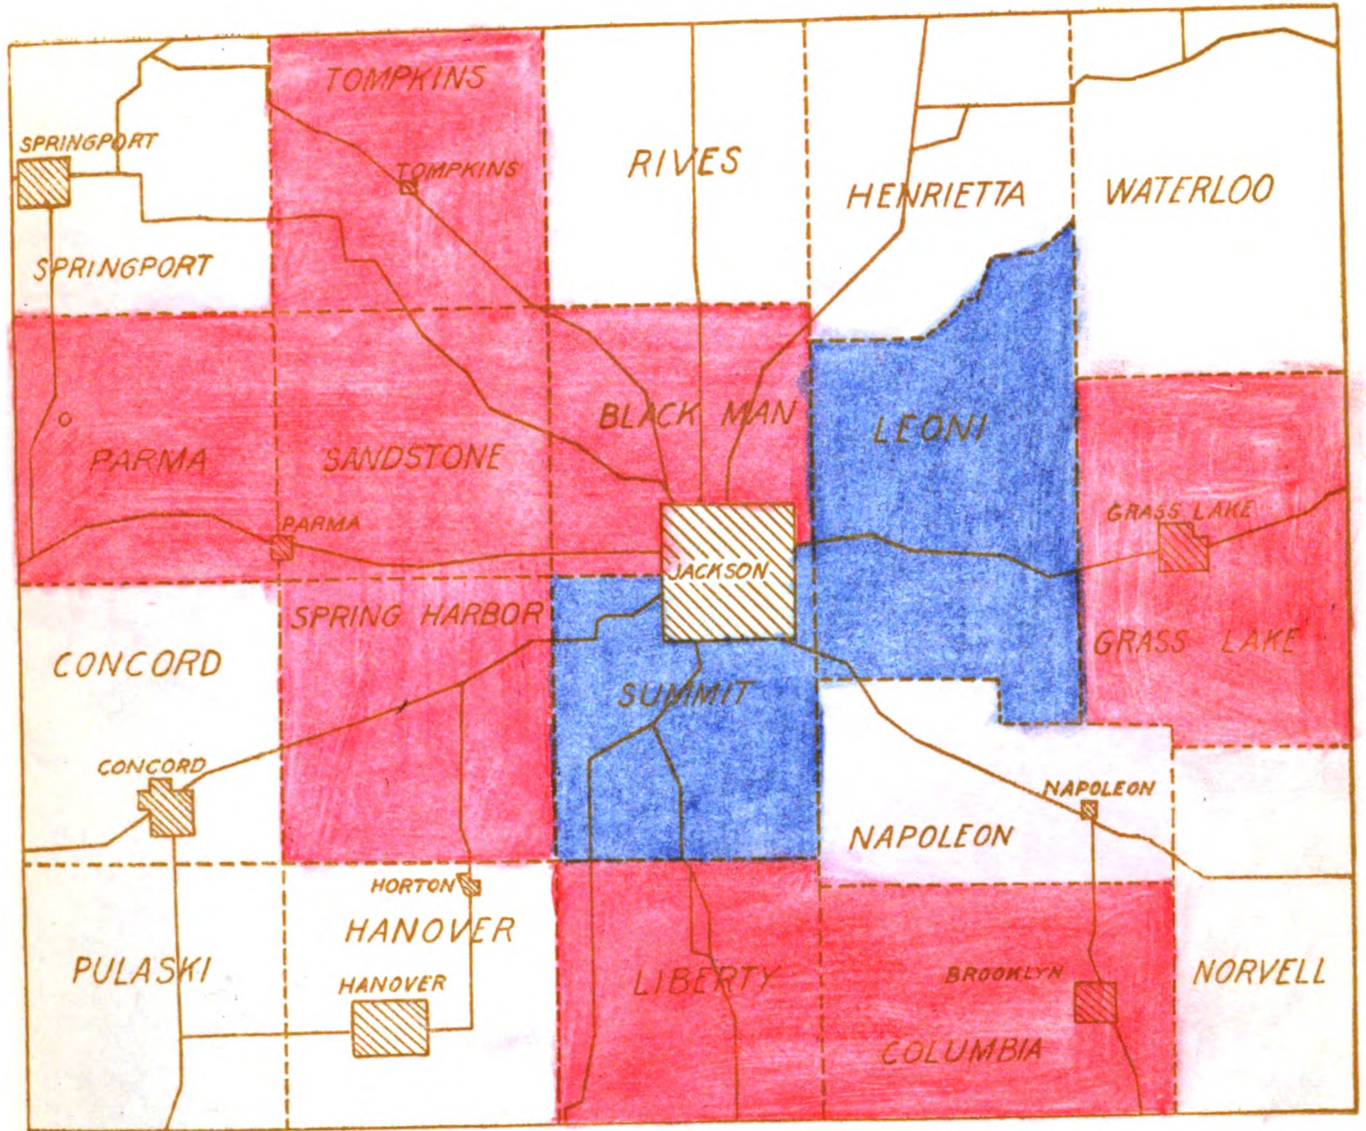 TOMPKINS
SPRINGPORT
TOMPKINS
RIVES
HENRIETTA
WATERLOO
SPRINGPORT
BLACK MAN
LEONI
PARMA
SANDSTONE
PARMA
GRASS LAKE
JACKSON
SPRING HARBOR
GRASS LAKE
CONCORD
SUMMIT
CONCORD
NAPOLEON
NAPOLEON
HORTON
HANOVER
PULASKI
HANOVER
LIBERTY
BROOKLYN
NORVELL
COLUMBIA